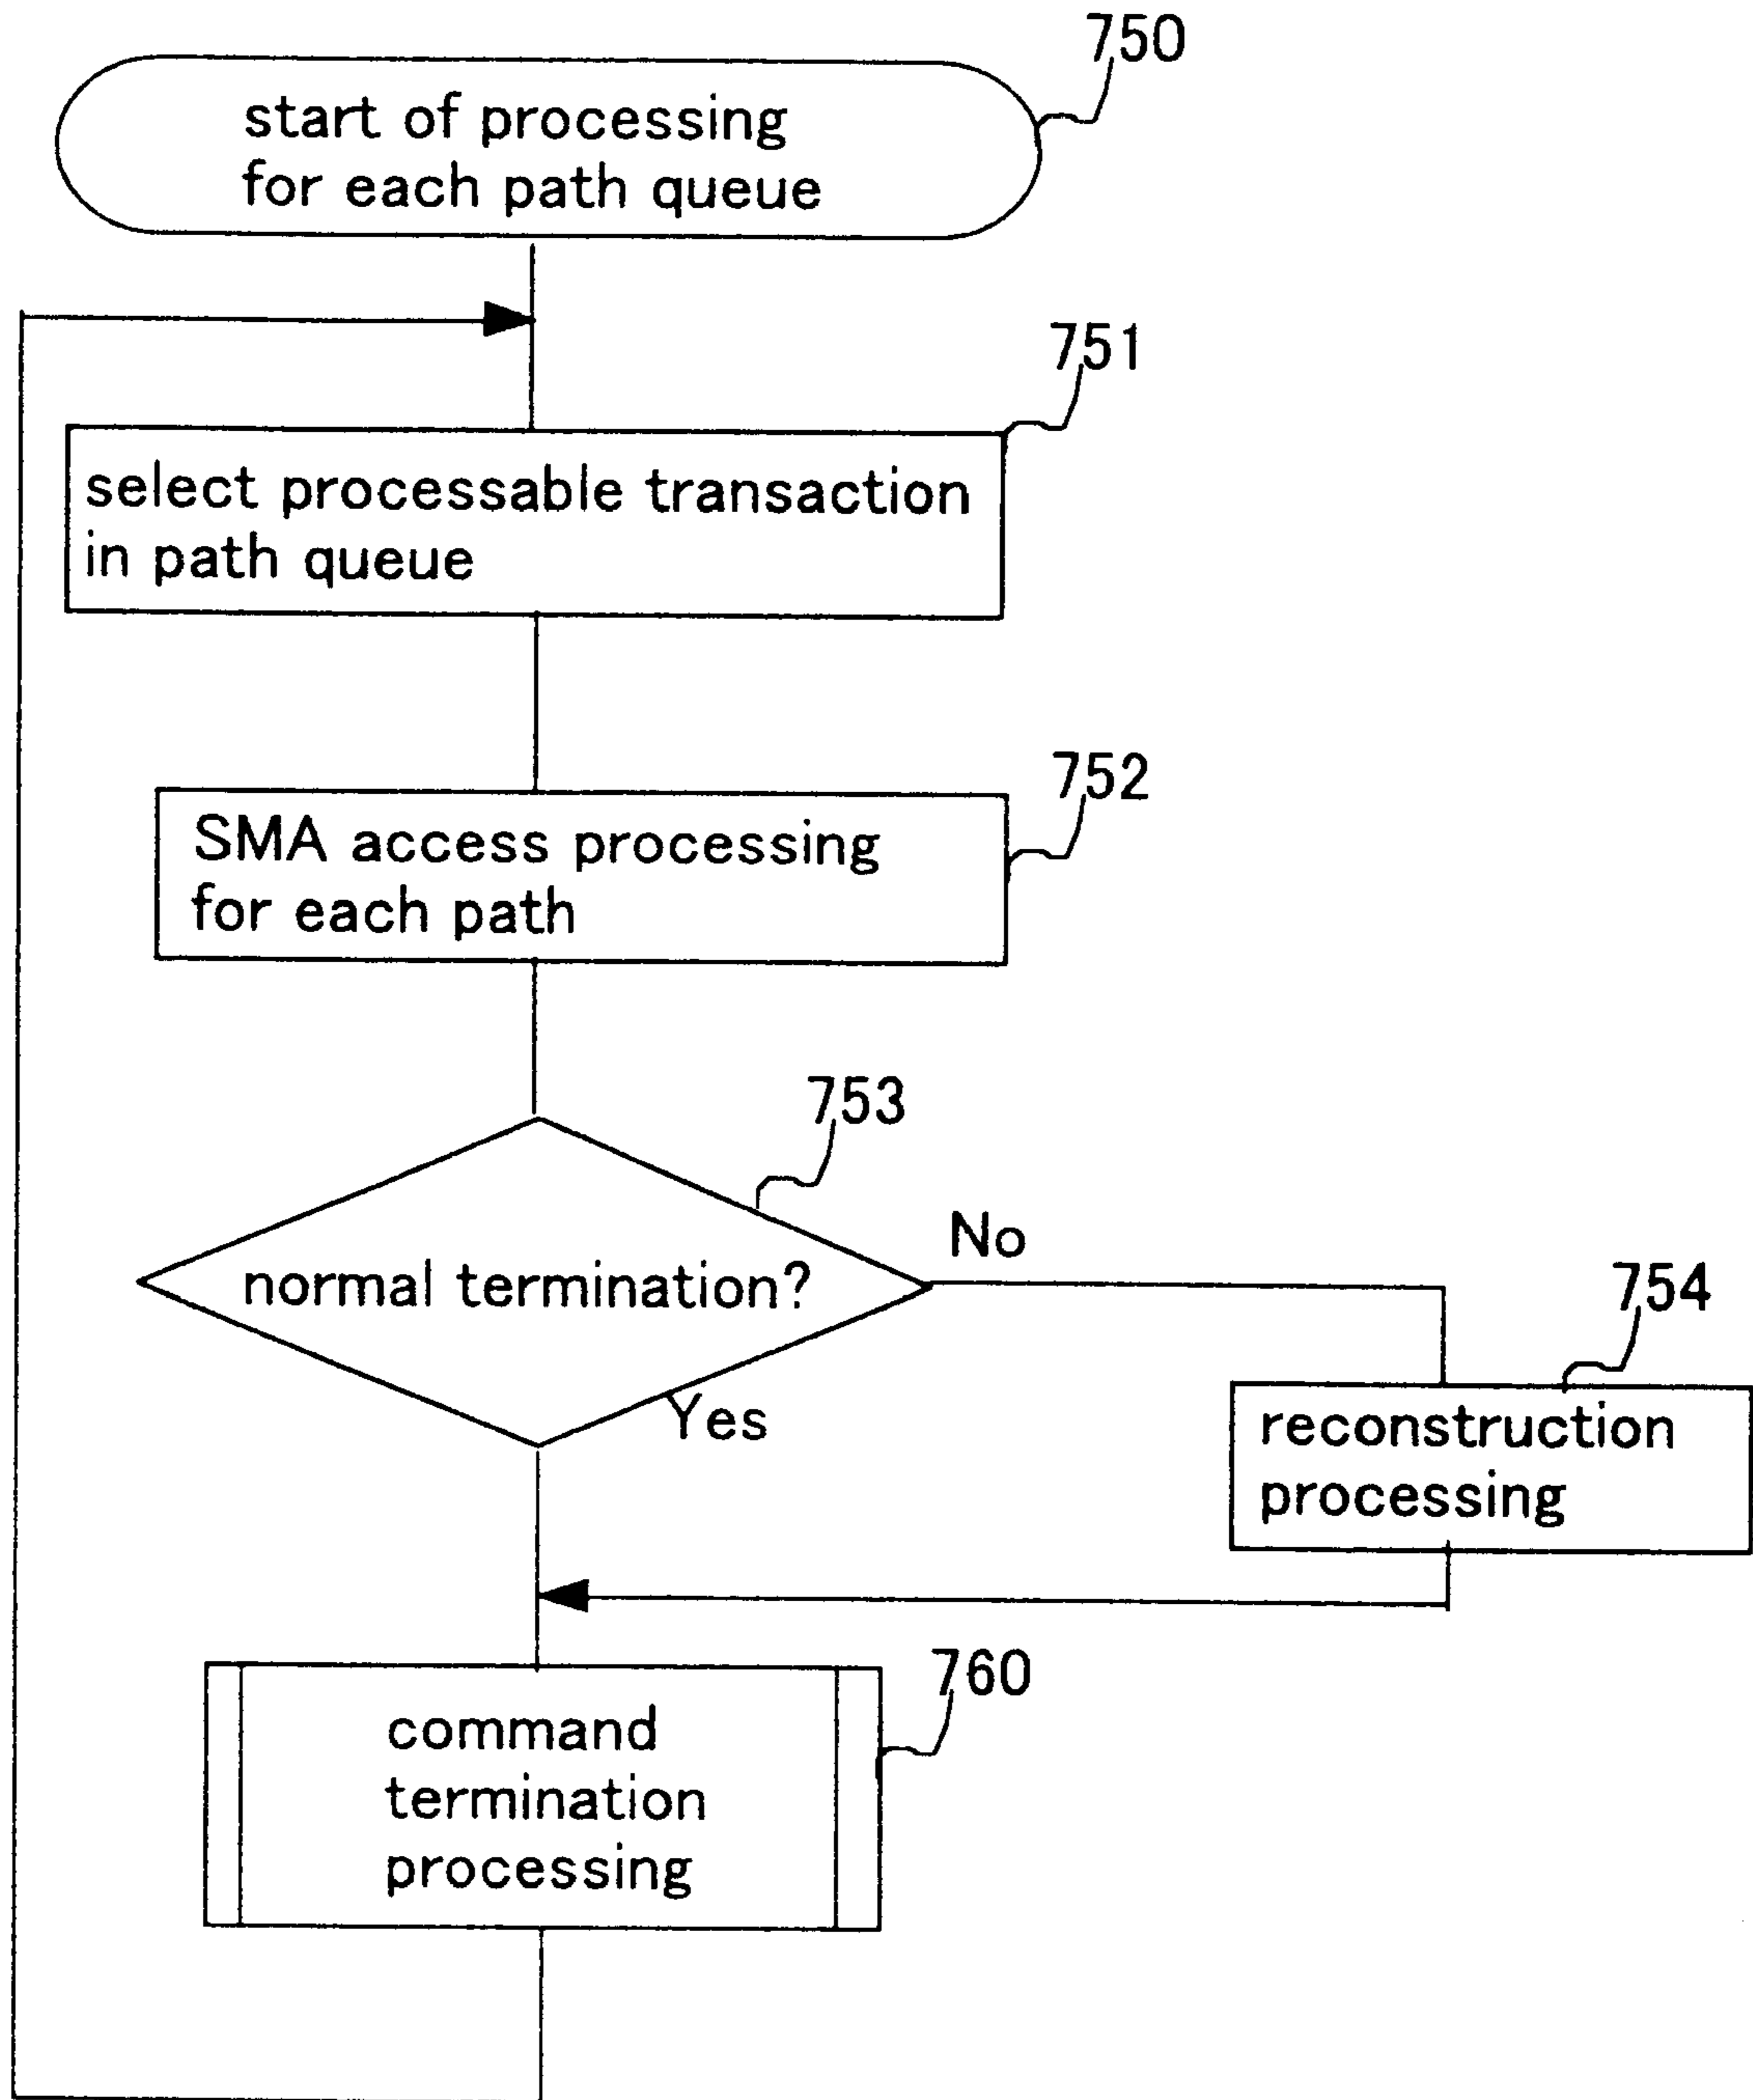 750
start of processing
for each path queue
751
select processable transaction
in path queue
752
SMA access processing
for each path
753
normal termination?
No
Yes
754
reconstruction
processing
760
command
termination
processing